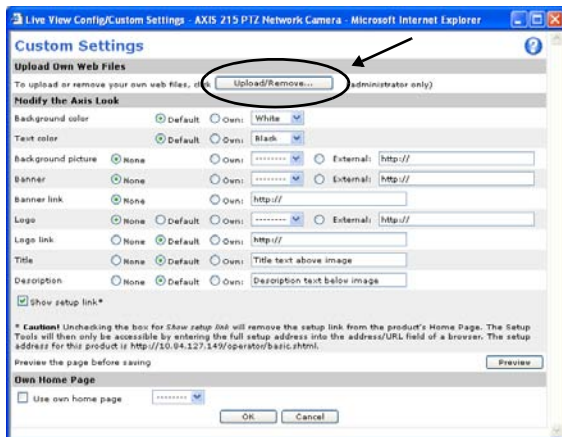 Live View Config/Custom Settings - AXIS 215 PTZ Network Camera - Microsoft Internet Explorer
Custom Settings
?
Upload Own Web Files
To upload or remove your own web files, click Upload/Remove... (administrator only)
Modify the Axis Look
Background color Default Own: White
Text color Default Own: Black
Background picture None Own: -------- External: http://
Banner None Own: -------- External: http://
Banner link None Own: http://
Logo None Default Own: -------- External: http://
Logo link None Default Own: http://
Title None Default Own: Title text above image
Description None Default Own: Description text below image
Show setup link*
* Caution! Unchecking the box for Show setup link will remove the setup link from the product's Home Page. The Setup
Tools will then only be accessible by entering the full setup address into the address/URL field of a browser. The setup
address for this product is http://10.84.127.149/operator/basic.shtml.
Preview the page before saving Preview
Own Home Page
Use own home page --------
OK Cancel